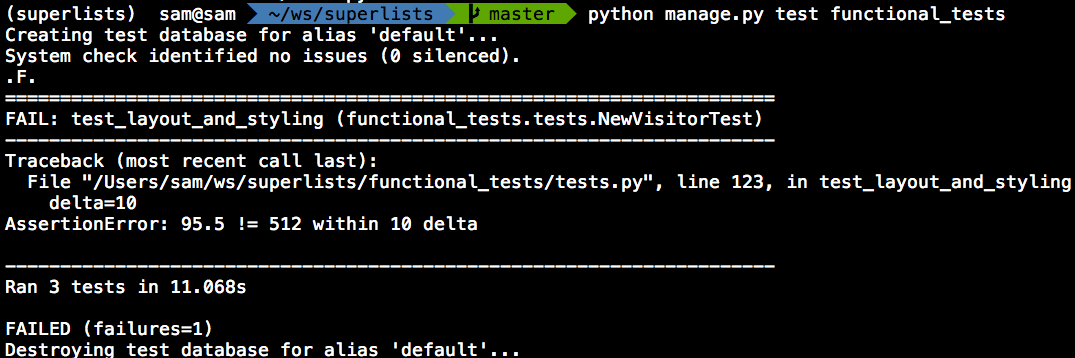 (superlists)  sam@sam  ~/ws/superlists  master  python manage.py test functional_tests
Creating test database for alias 'default'...
System check identified no issues (0 silenced).
.F.
======================================================================
FAIL: test_layout_and_styling (functional_tests.tests.NewVisitorTest)
----------------------------------------------------------------------
Traceback (most recent call last):
  File "/Users/sam/ws/superlists/functional_tests/tests.py", line 123, in test_layout_and_styling
    delta=10
AssertionError: 95.5 != 512 within 10 delta

----------------------------------------------------------------------
Ran 3 tests in 11.068s

FAILED (failures=1)
Destroying test database for alias 'default'...